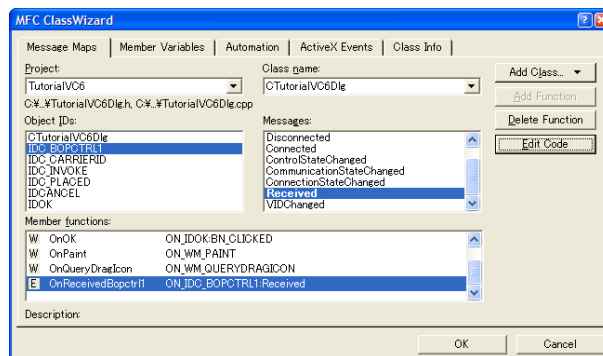 MFC ClassWizard
Message Maps
Member Variables
Automation
ActiveX Events
Class Info
Project:
Class name:
TutorialVC6
CTutorialVC6Dlg
Add Class...
Add Function
Delete Function
Edit Code
C:¥..¥TutorialVC6Dlg.h, C:¥..¥TutorialVC6Dlg.cpp
Object IDs:
Messages:
CTutorialVC6Dlg
IDC_BOPCTRL1
IDC_CARRIERID
IDC_INVOKE
IDC_PLACED
IDCANCEL
IDOK
Disconnected
Connected
ControlStateChanged
CommunicationStateChanged
ConnectionStateChanged
Received
VIDChanged
Member functions:
W OnOK ON_IDOK:BN_CLICKED
W OnPaint ON_WM_PAINT
W OnQueryDragIcon ON_WM_QUERYDRAGICON
E OnReceivedBopctrl1 ON_IDC_BOPCTRL1:Received
Description:
OK
Cancel